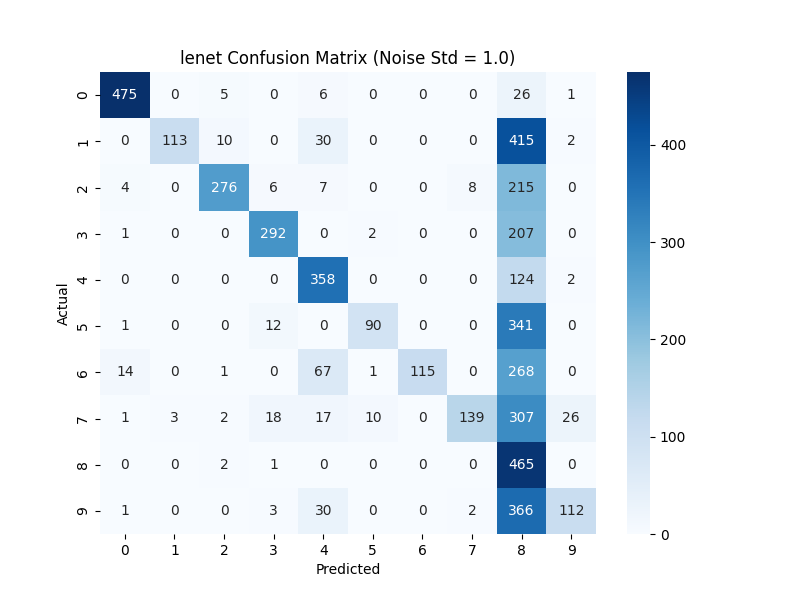 lenet Confusion Matrix (Noise Std = 1.0)
0 475 0 5 0 6 0 0 0 26 1
1 0 113 10 0 30 0 0 0 415 2
2 4 0 276 6 7 0 0 8 215 0
3 1 0 0 292 0 2 0 0 207 0
4 0 0 0 0 358 0 0 0 124 2
5 1 0 0 12 0 90 0 0 341 0
6 14 0 1 0 67 1 115 0 268 0
7 1 3 2 18 17 10 0 139 307 26
8 0 0 2 1 0 0 0 0 465 0
9 1 0 0 3 30 0 0 2 366 112
0 1 2 3 4 5 6 7 8 9
Predicted
Actual
400
300
200
100
0